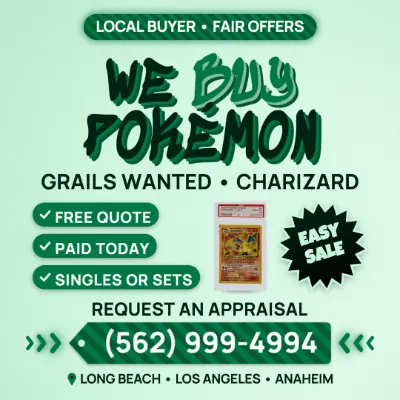 LOCAL BUYER • FAIR OFFERS
WE BUY
POKÉMON
GRAILS WANTED • CHARIZARD
FREE QUOTE
PAID TODAY
SINGLES OR SETS
EASY
SALE
REQUEST AN APPRAISAL
(562) 999-4994
LONG BEACH • LOS ANGELES • ANAHEIM